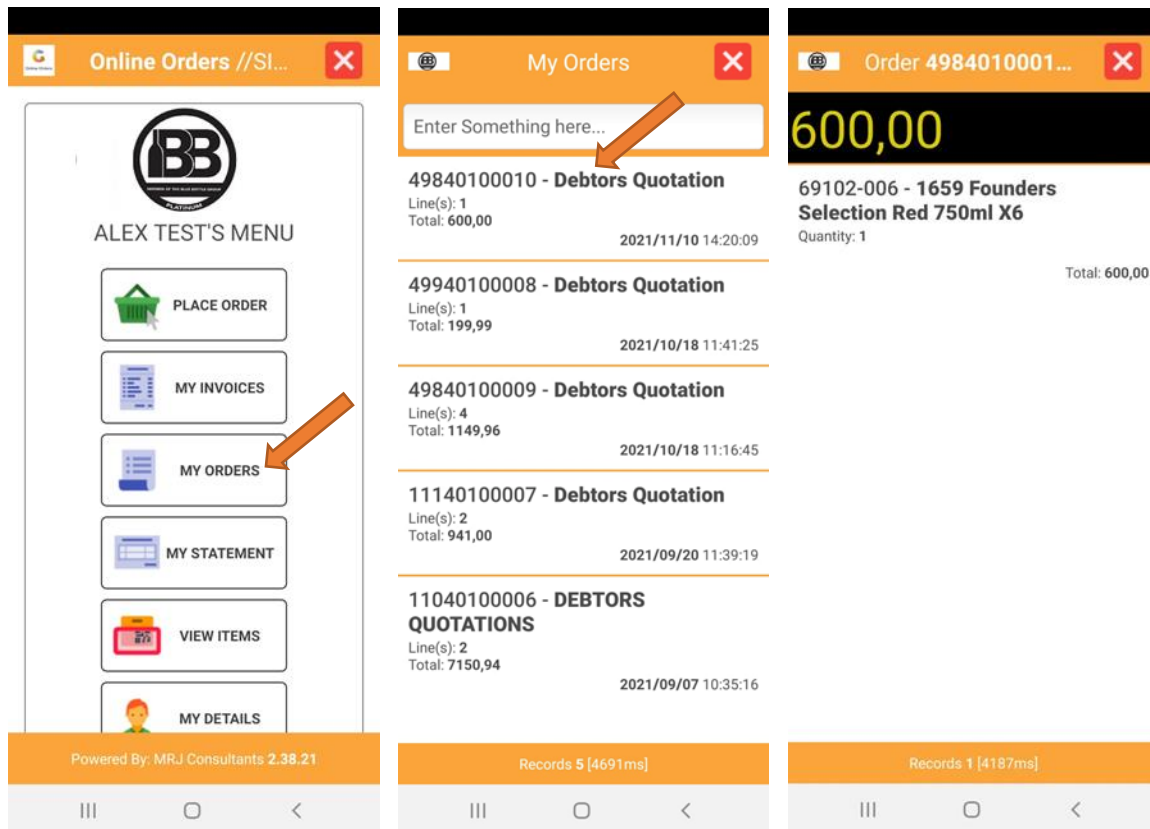 Online Orders //SI...
BB
PLATINUM
ALEX TEST'S MENU
PLACE ORDER
MY INVOICES
MY ORDERS
MY STATEMENT
VIEW ITEMS
MY DETAILS
Powered By: MRJ Consultants 2.38.21
My Orders
Enter Something here...
49840100010 - Debtors Quotation
Line(s): 1
Total: 600,00
2021/11/10 14:20:09
49940100008 - Debtors Quotation
Line(s): 1
Total: 199,99
2021/10/18 11:41:25
49840100009 - Debtors Quotation
Line(s): 4
Total: 1149,96
2021/10/18 11:16:45
11140100007 - Debtors Quotation
Line(s): 2
Total: 941,00
2021/09/20 11:39:19
11040100006 - DEBTORS
QUOTATIONS
Line(s): 2
Total: 7150,94
2021/09/07 10:35:16
Records 5 [4691ms]
Order 4984010001...
600,00
69102-006 - 1659 Founders
Selection Red 750ml X6
Quantity: 1
Total: 600,00
Records 1 [4187ms]